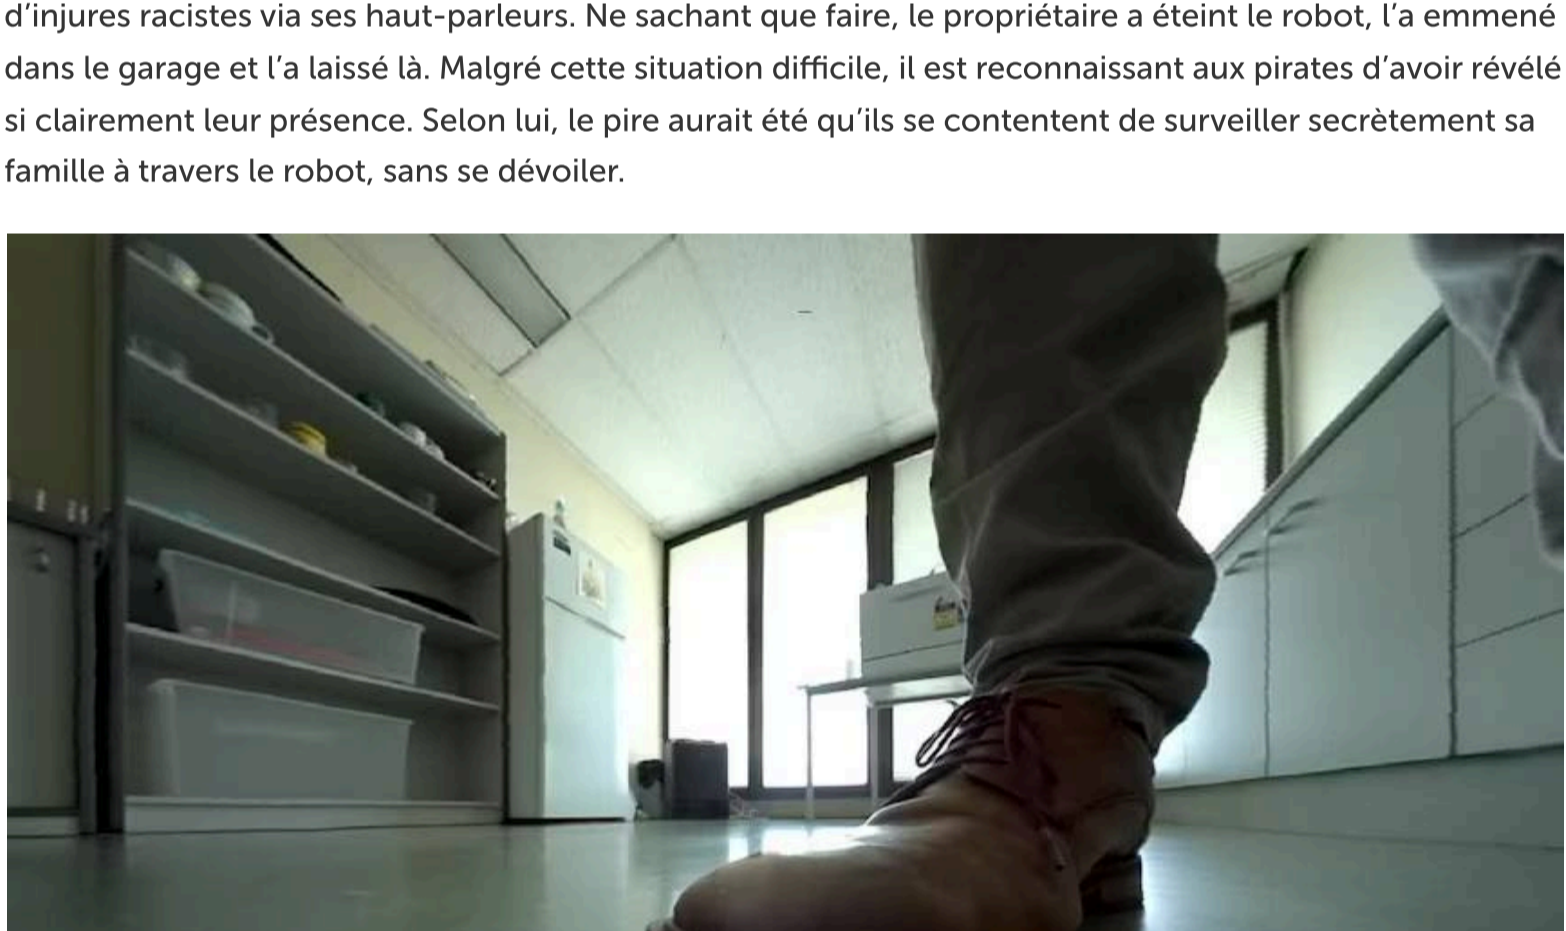 d’injures racistes via ses haut-parleurs. Ne sachant que faire, le propriétaire a éteint le robot, l’a emmené
dans le garage et l’a laissé là. Malgré cette situation difficile, il est reconnaissant aux pirates d’avoir révélé
si clairement leur présence. Selon lui, le pire aurait été qu’ils se contentent de surveiller secrètement sa
famille à travers le robot, sans se dévoiler.